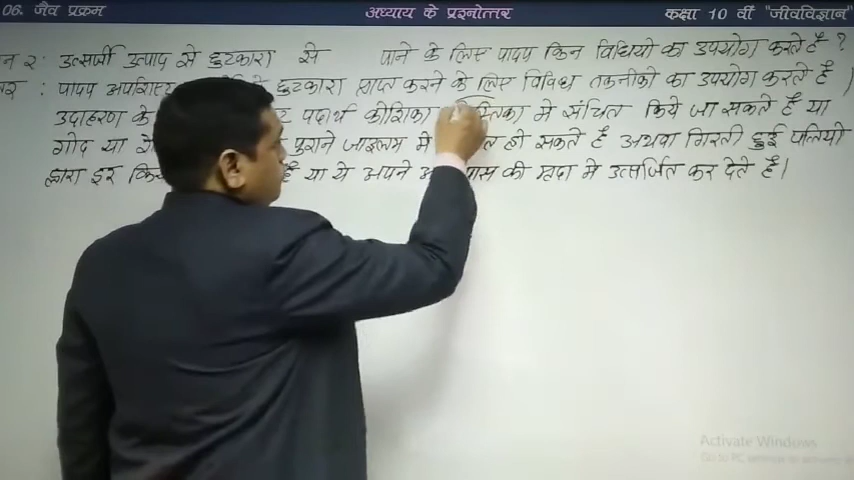 06. जैव प्रक्रम अध्याय के प्रश्नोत्तर कक्षा 10 वीं "जीवविज्ञान"
न २: उत्सर्जी उत्पाद से छुटकारा से पाने के लिए पादप किन विधियो का उपयोग करते है ?
तर : पादप अपशिष्ट छुटकारा प्राप्त करने के लिए विविध तकनीको का उपयोग करते है ।
उदाहरण के पदार्थ कोशिका में संचित किये जा सकते है या
गोंद या पुराने जाइलम में हो सकते है अथवा गिरती हुई पत्तियो
द्वारा दूर है या ये अपने की मृदा मे उत्सर्जित कर देते है।
Activate Windows